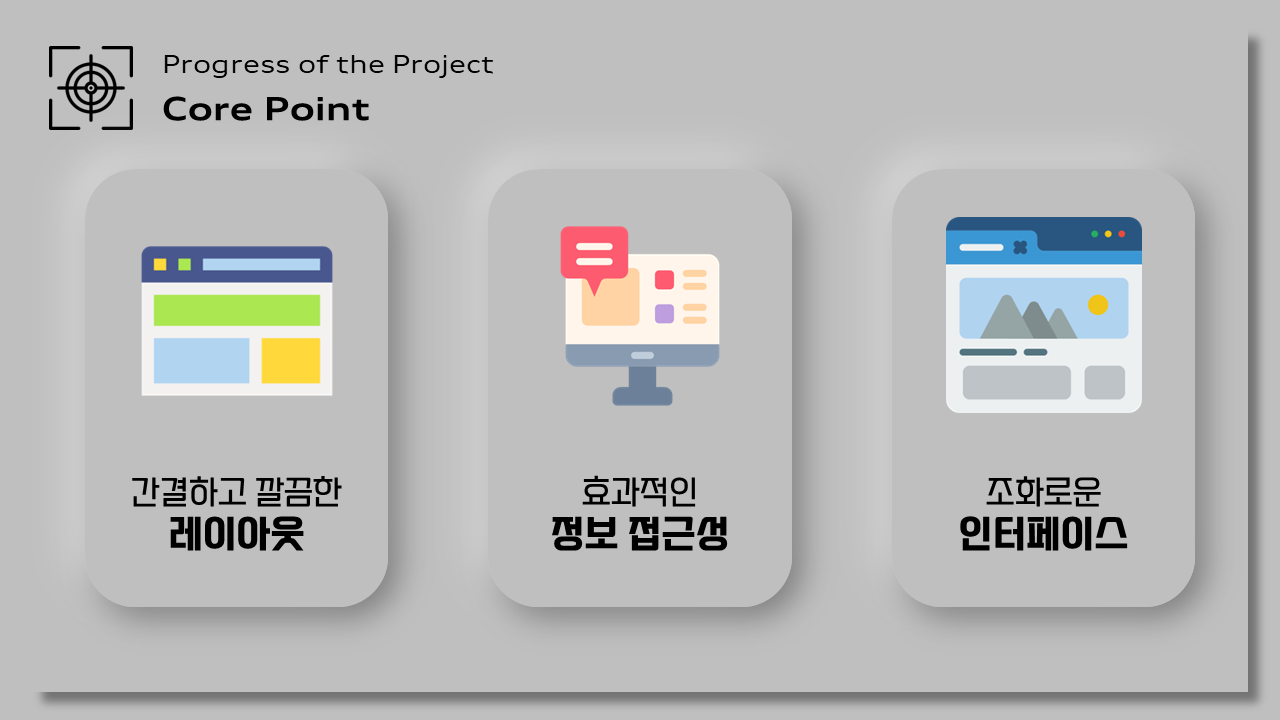 Progress of the Project
Core Point
간결하고 깔끔한
레이아웃
효과적인
정보 접근성
조화로운
인터페이스